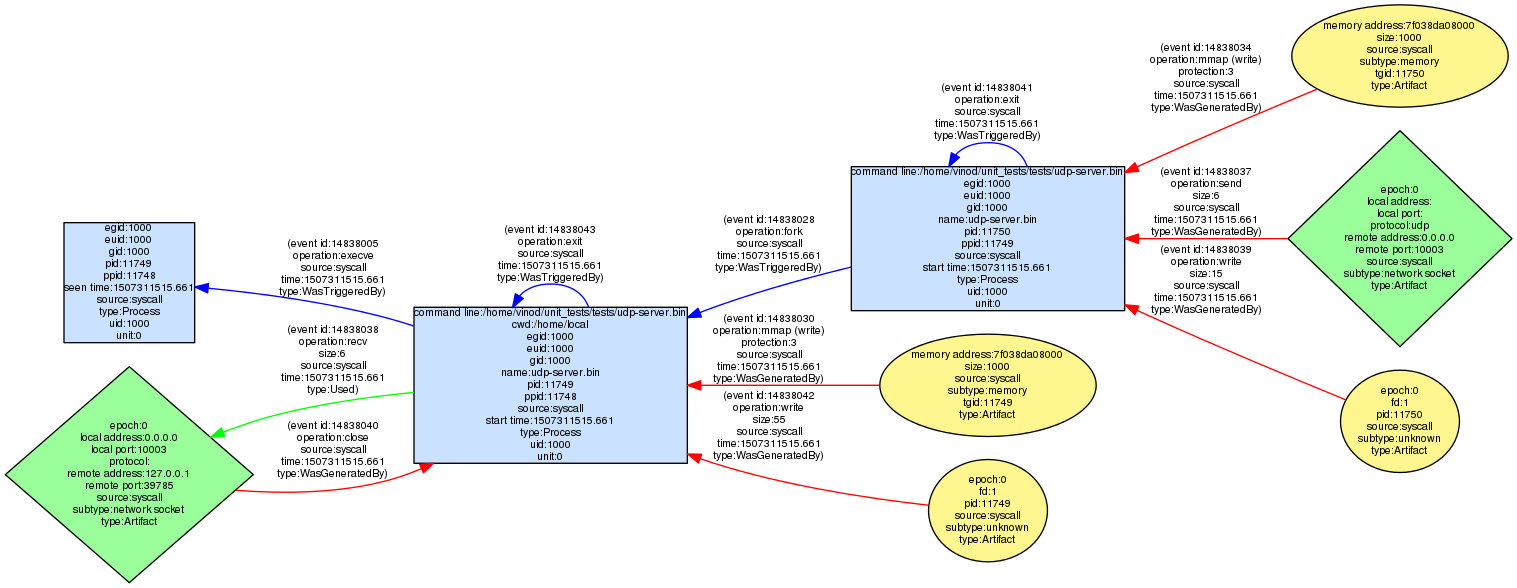 memory address:7f038da08000
size:1000
source:syscall
subtype:memory
tgid:11750
type:Artifact
(event id:14838034
operation:mmap (write)
protection:3
source:syscall
time:1507311515.661
type:WasGeneratedBy)
(event id:14838041
operation:exit
source:syscall
time:1507311515.661
type:WasTriggeredBy)
command line:/home/vinod/unit_tests/tests/udp-server.bin
egid:1000
euid:1000
gid:1000
name:udp-server.bin
pid:11750
ppid:11749
source:syscall
start time:1507311515.661
type:Process
uid:1000
unit:0
(event id:14838037
operation:send
size:6
source:syscall
time:1507311515.661
type:WasGeneratedBy)
epoch:0
local address:
local port:
protocol:udp
remote address:0.0.0.0
remote port:10003
source:syscall
subtype:network socket
type:Artifact
(event id:14838039
operation:write
size:15
source:syscall
time:1507311515.661
type:WasGeneratedBy)
egid:1000
euid:1000
gid:1000
pid:11749
ppid:11748
seen time:1507311515.661
source:syscall
type:Process
uid:1000
unit:0
(event id:14838005
operation:execve
source:syscall
time:1507311515.661
type:WasTriggeredBy)
(event id:14838043
operation:exit
source:syscall
time:1507311515.661
type:WasTriggeredBy)
(event id:14838028
operation:fork
source:syscall
time:1507311515.661
type:WasTriggeredBy)
command line:/home/vinod/unit_tests/tests/udp-server.bin
cwd:/home/local
egid:1000
euid:1000
gid:1000
name:udp-server.bin
pid:11749
ppid:11748
source:syscall
start time:1507311515.661
type:Process
uid:1000
unit:0
(event id:14838038
operation:recv
size:6
source:syscall
time:1507311515.661
type:Used)
(event id:14838030
operation:mmap (write)
protection:3
source:syscall
time:1507311515.661
type:WasGeneratedBy)
memory address:7f038da08000
size:1000
source:syscall
subtype:memory
tgid:11749
type:Artifact
epoch:0
fd:1
pid:11750
source:syscall
subtype:unknown
type:Artifact
epoch:0
local address:0.0.0.0
local port:10003
protocol:
remote address:127.0.0.1
remote port:39785
source:syscall
subtype:network socket
type:Artifact
(event id:14838040
operation:close
source:syscall
time:1507311515.661
type:WasGeneratedBy)
(event id:14838042
operation:write
size:55
source:syscall
time:1507311515.661
type:WasGeneratedBy)
epoch:0
fd:1
pid:11749
source:syscall
subtype:unknown
type:Artifact